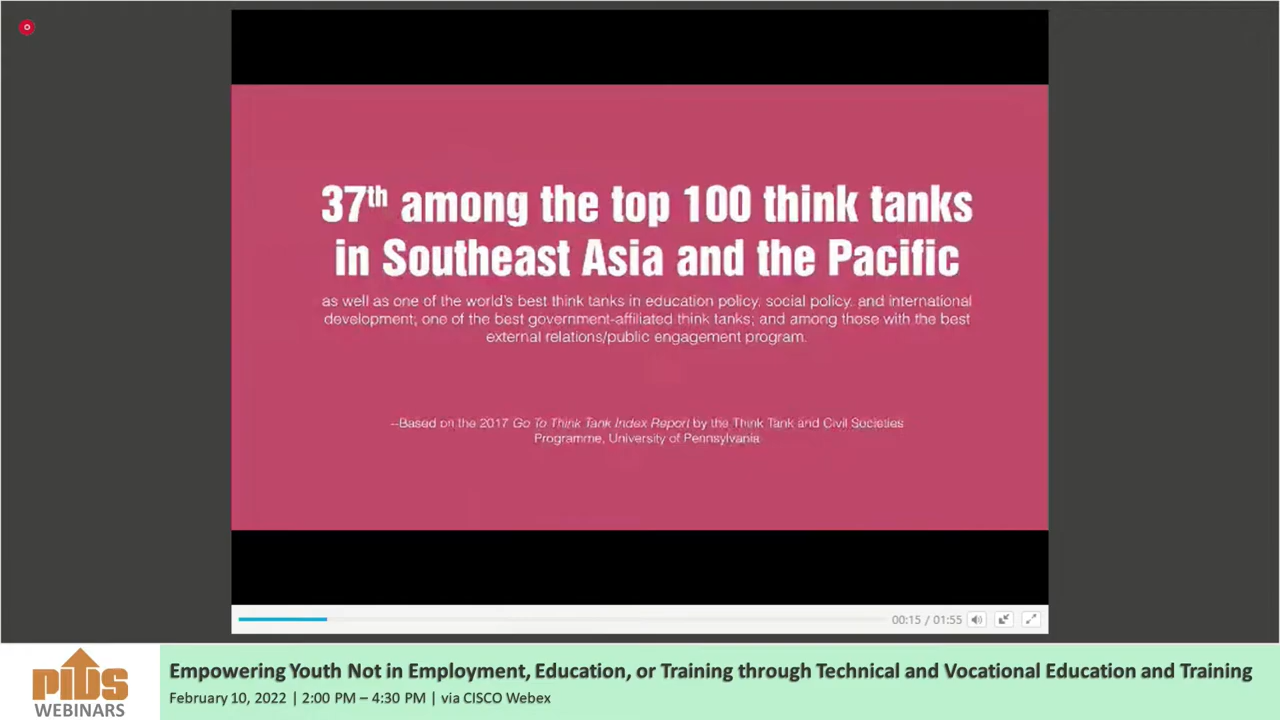 37th among the top 100 think tanks
in Southeast Asia and the Pacific
as well as one of the world's best think tanks in education policy, social policy, and international
development; one of the best government-affiliated think tanks; and among those with the best
external relations/public engagement program.
--Based on the 2017 Go To Think Tank Index Report by the Think Tank and Civil Societies
Programme, University of Pennsylvania
00:15 / 01:55
PIDS
WEBINARS
Empowering Youth Not in Employment, Education, or Training through Technical and Vocational Education and Training
February 10, 2022 | 2:00 PM – 4:30 PM | via CISCO Webex